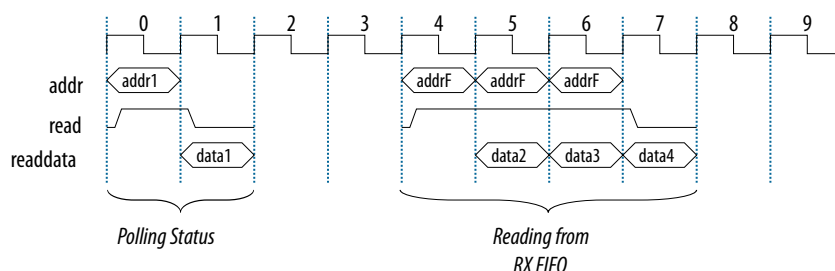 0 1 2 3 4 5 6 7 8 9
addr addr1 addrF addrF addrF
read
readdata data1 data2 data3 data4
Polling Status Reading from
RX FIFO